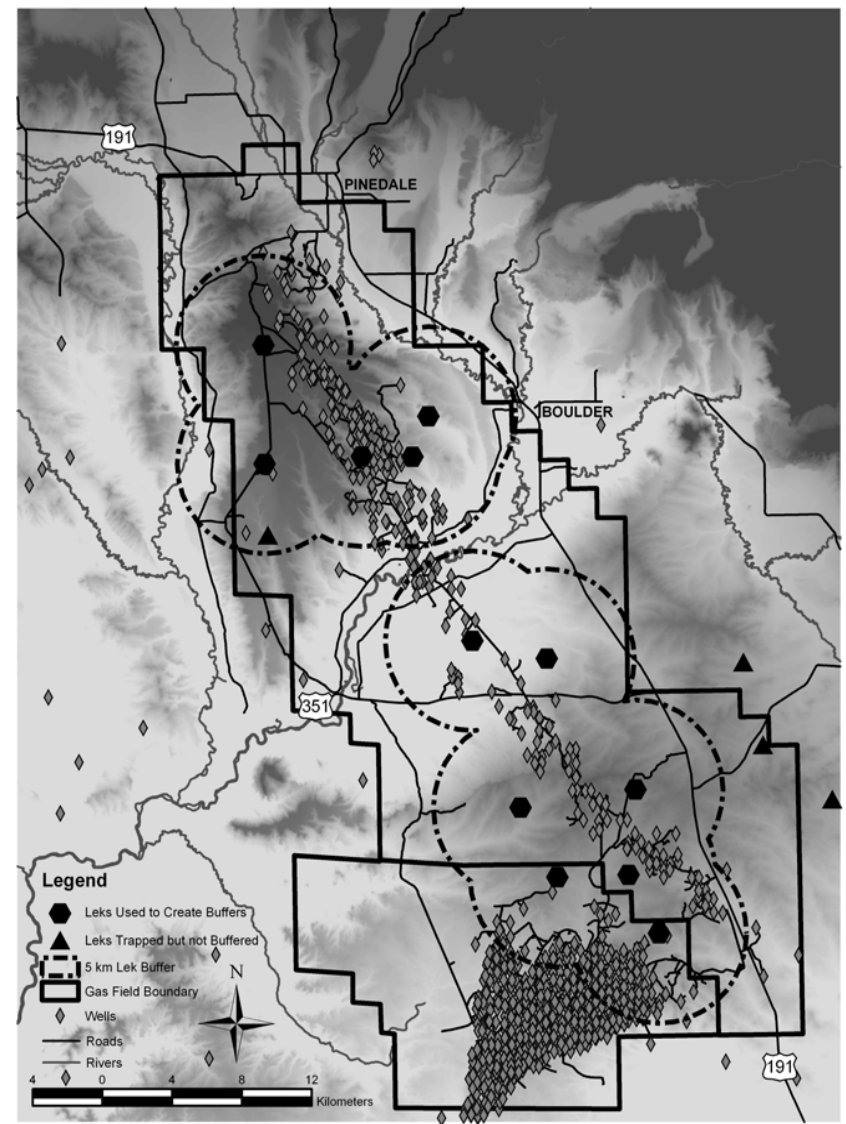 191
PINEDALE
BOULDER
351
Legend
Leks Used to Create Buffers
Leks Trapped but not Buffered
5 km Lek Buffer
Gas Field Boundary
Wells
Roads
Rivers
N
4 0 4 8 12
Kilometers
191